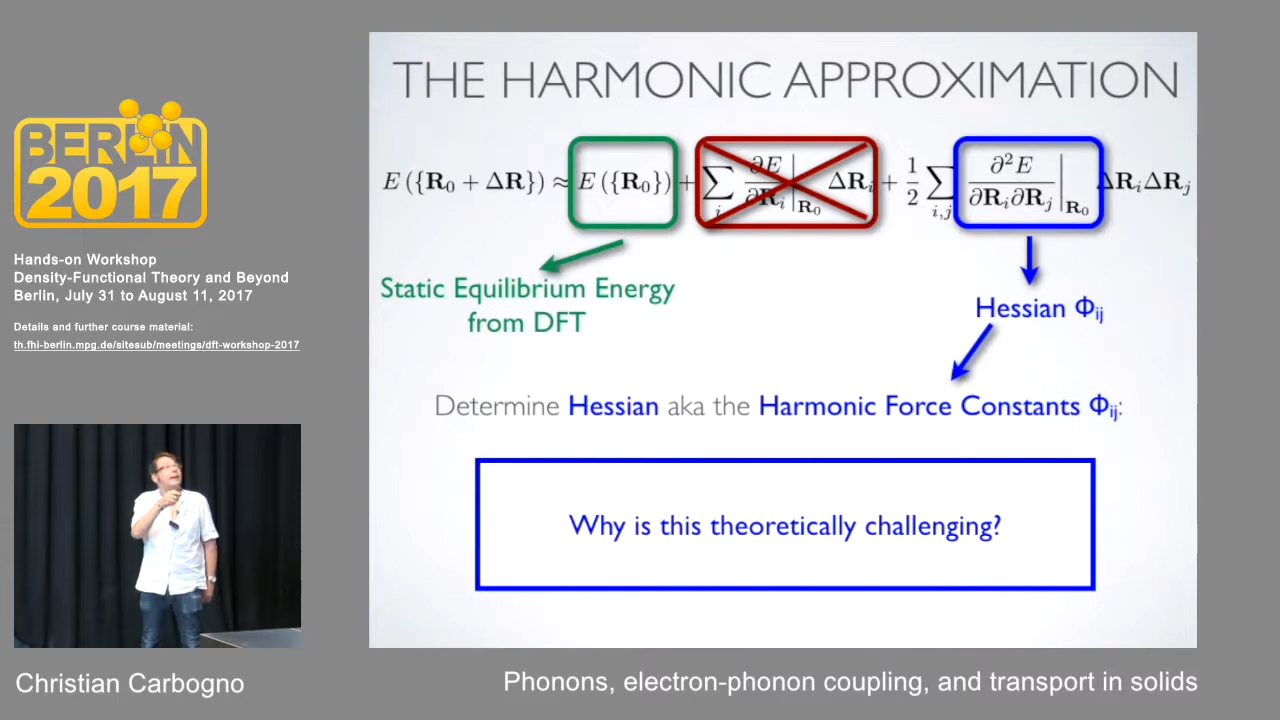 BERLIN
2017
Hands-on Workshop
Density-Functional Theory and Beyond
Berlin, July 31 to August 11, 2017
Details and further course material:
th.fhi-berlin.mpg.de/sitesub/meetings/dft-workshop-2017
THE HARMONIC APPROXIMATION
E ({R₀ + ΔR}) ≈ E ({R₀}) + ∑ᵢ ∂E/∂Rᵢ |R₀ ΔRᵢ + 1/2 ∑ᵢ,ⱼ ∂²E/∂Rᵢ∂Rⱼ |R₀ ΔRᵢΔRⱼ
Static Equilibrium Energy
from DFT
Hessian Φᵢⱼ
Determine Hessian aka the Harmonic Force Constants Φᵢⱼ:
Why is this theoretically challenging?
Christian Carbogno
Phonons, electron-phonon coupling, and transport in solids